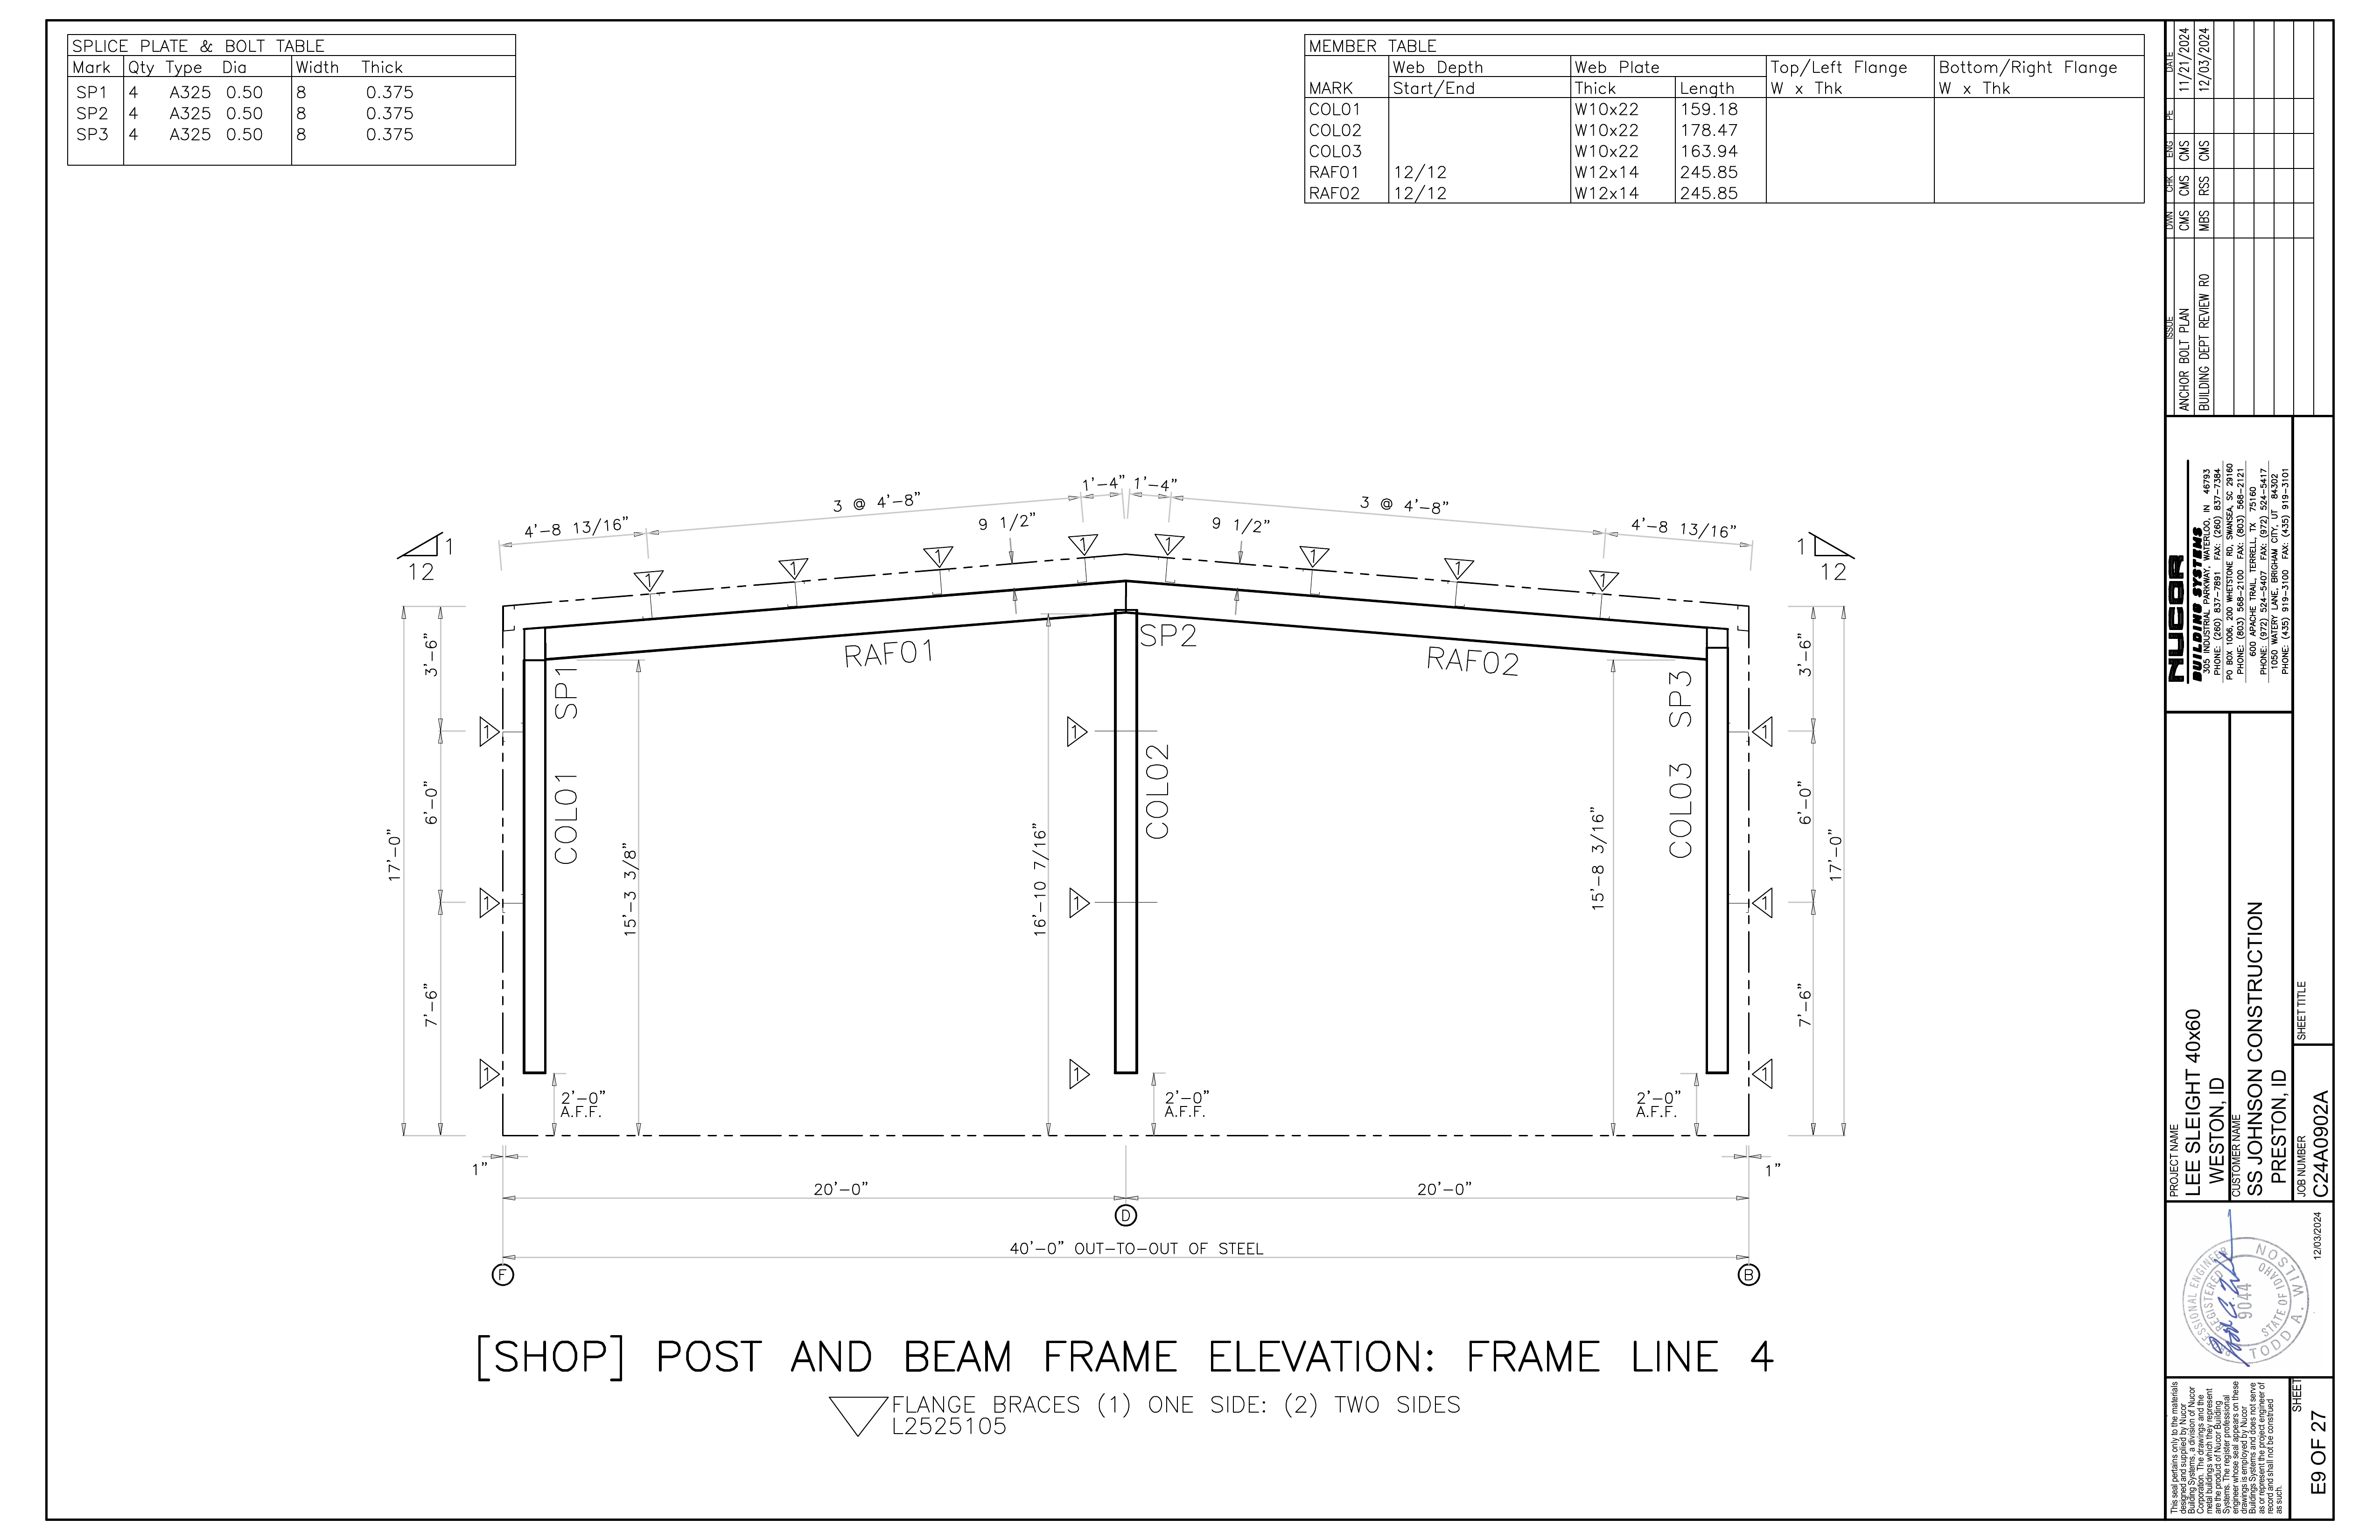 SPLICE PLATE & BOLT TABLE
Mark Qty Type Dia Width Thick
SP1 4 A325 0.50 8 0.375
SP2 4 A325 0.50 8 0.375
SP3 4 A325 0.50 8 0.375
MEMBER TABLE
Web Depth Web Plate Top/Left Flange Bottom/Right Flange
MARK Start/End Thick Length W x Thk W x Thk
COL01 W10x22 159.18
COL02 W10x22 178.47
COL03 W10x22 163.94
RAF01 12/12 W12x14 245.85
RAF02 12/12 W12x14 245.85
1'-4" 1'-4"
3 @ 4'-8" 3 @ 4'-8"
4'-8 13/16" 9 1/2" 9 1/2" 4'-8 13/16"
1 1
12 12
1 1 1 1 1 1 1 1
RAF01 SP2 RAF02
3'-6" SP1 SP3 3'-6"
1 1 1
6'-0" COL01 COL02 COL03 6'-0"
17'-0" 15'-3 3/8" 16'-10 7/16" 15'-8 3/16" 17'-0"
1 1 1
7'-6" 7'-6"
1 1 1
2'-0" 2'-0" 2'-0"
A.F.F. A.F.F. A.F.F.
1" 1"
20'-0" 20'-0"
D
40'-0" OUT-TO-OUT OF STEEL
F B
[SHOP] POST AND BEAM FRAME ELEVATION: FRAME LINE 4
FLANGE BRACES (1) ONE SIDE: (2) TWO SIDES
L2525105
ISSUE DWN CHK ENG PE DATE
ANCHOR BOLT PLAN CMS CMS CMS 11/21/2024
BUILDING DEPT REVIEW R0 MBS RSS CMS 12/03/2024
NUCOR
BUILDING SYSTEMS
305 INDUSTRIAL PARKWAY, WATERLOO, IN 46793
PHONE: (260) 837-7891 FAX: (260) 837-7384
PO BOX 1006, 200 WHETSTONE RD, SWANSEA, SC 29160
PHONE: (803) 568-2100 FAX: (803) 568-2121
600 APACHE TRAIL, TERRELL, TX 75160
PHONE: (972) 524-5407 FAX: (972) 524-5417
1050 WATERY LANE, BRIGHAM CITY, UT 84302
PHONE: (435) 919-3100 FAX: (435) 919-3101
PROJECT NAME
LEE SLEIGHT 40x60
WESTON, ID
CUSTOMER NAME
SS JOHNSON CONSTRUCTION
PRESTON, ID
JOB NUMBER
C24A0902A
SHEET TITLE
REGISTERED
9044
STATE OF IDAHO
TODD A. WILSON
12/03/2024
This seal pertains only to the materials
designed and supplied by Nucor
Building Systems, a division of Nucor
Corporation. The drawings and the
metal buildings which they represent
are the product of Nucor Building
Systems. The register professional
engineer whose seal appears on these
drawings is employed by Nucor
Buildings Systems and does not serve
as or represent the project engineer of
record and shall not be construed
as such.
SHEET
E9 OF 27